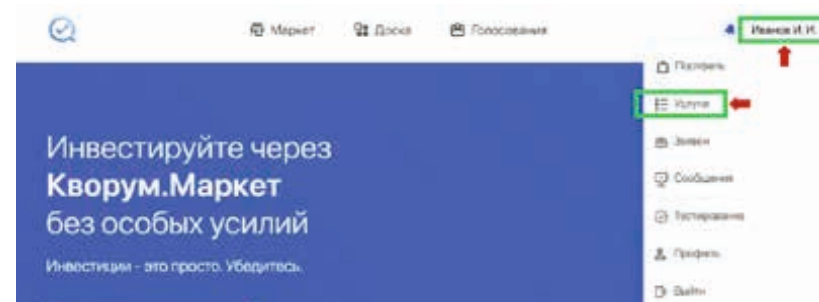 Маркет Доска Голосования Иванов И. И.
Портфель
Услуги
Заявки
Сообщения
Тестирование
Профиль
Выйти
Инвестируйте через
Кворум.Маркет
без особых усилий
Инвестиции - это просто. Убедитесь.